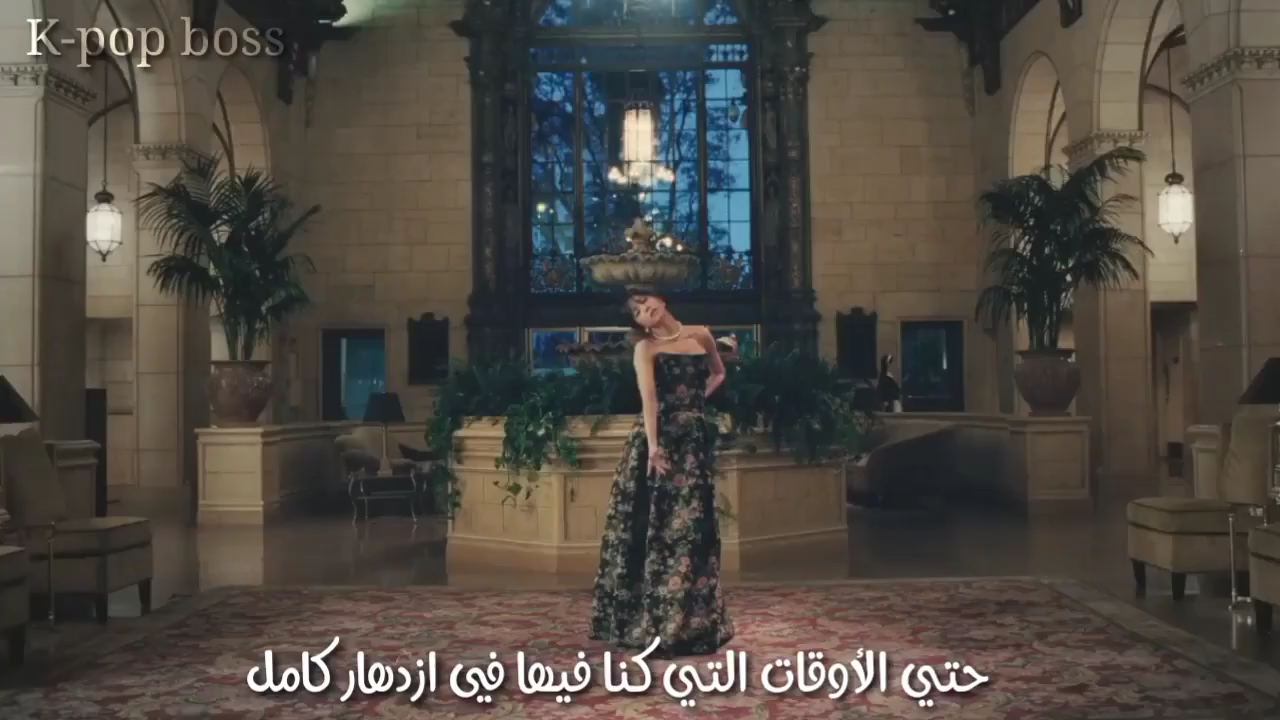 K-pop boss
حتي الأوقات التي كنا فيها في ازدهار كامل